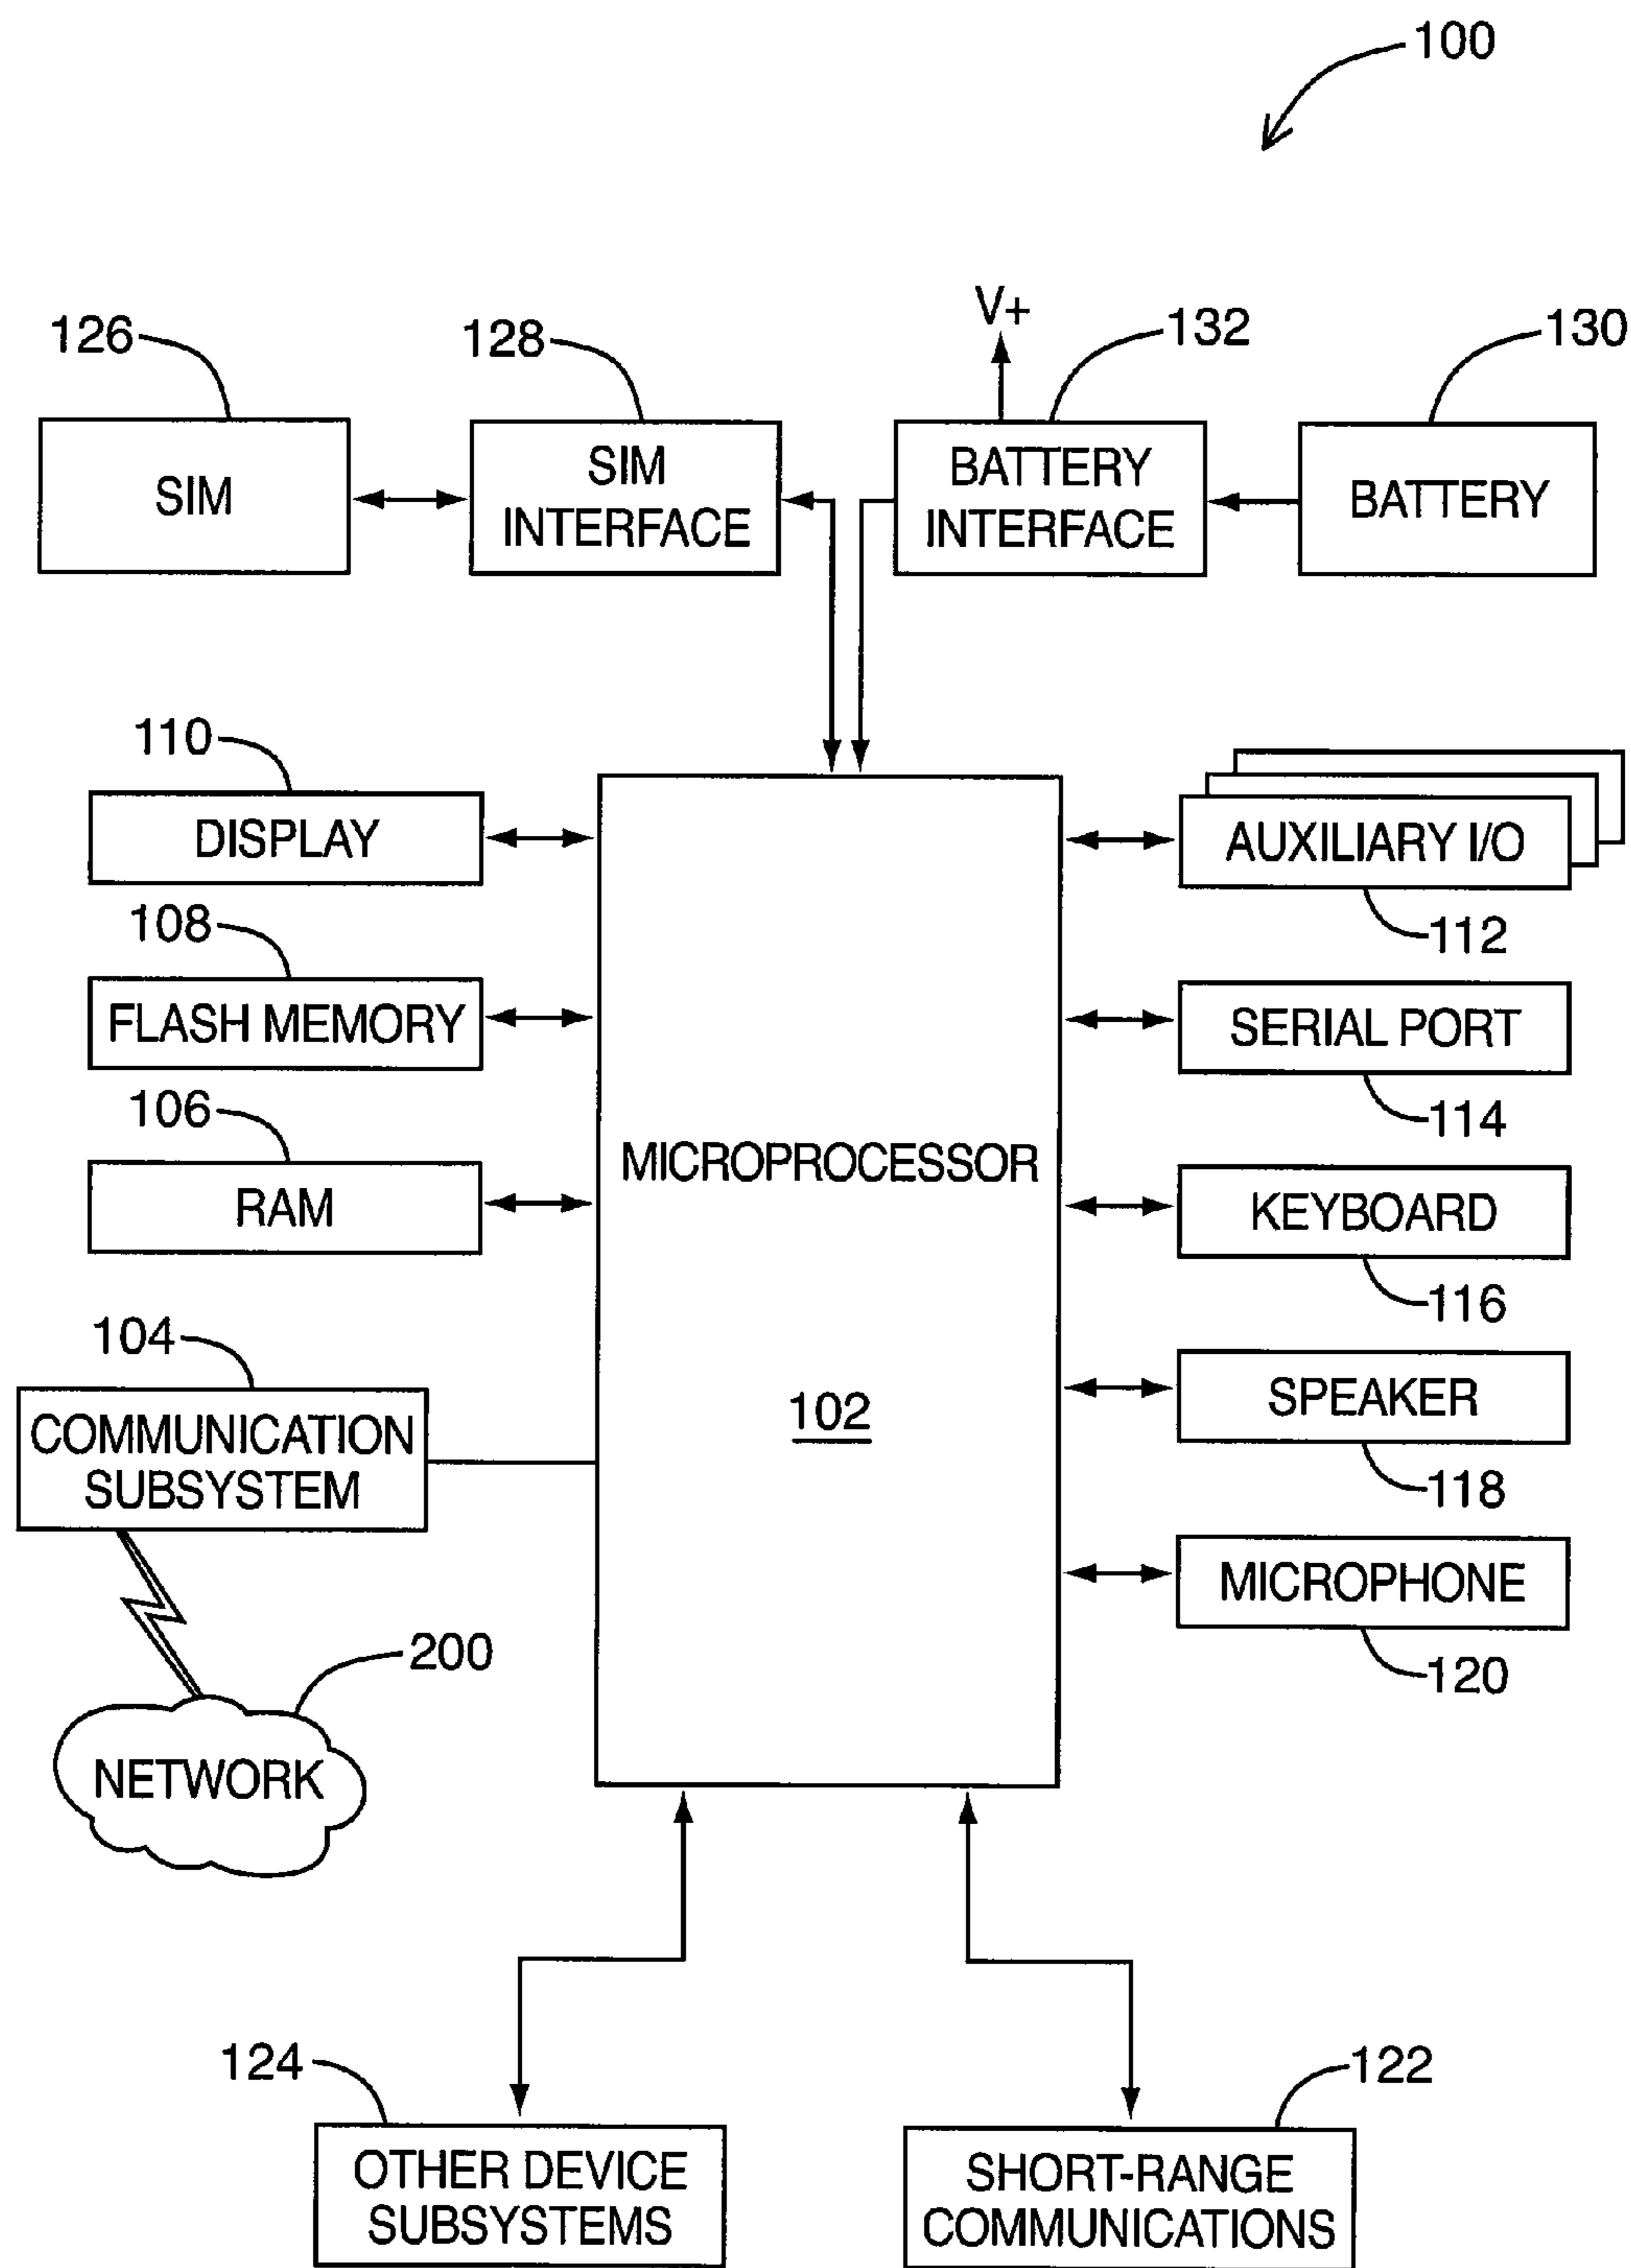 100
126
128
V+
132
130
SIM
SIM
INTERFACE
BATTERY
INTERFACE
BATTERY
110
DISPLAY
AUXILIARY I/O
112
108
FLASH MEMORY
SERIAL PORT
114
106
RAM
MICROPROCESSOR
102
KEYBOARD
116
104
COMMUNICATION
SUBSYSTEM
SPEAKER
118
MICROPHONE
120
200
NETWORK
124
OTHER DEVICE
SUBSYSTEMS
122
SHORT-RANGE
COMMUNICATIONS